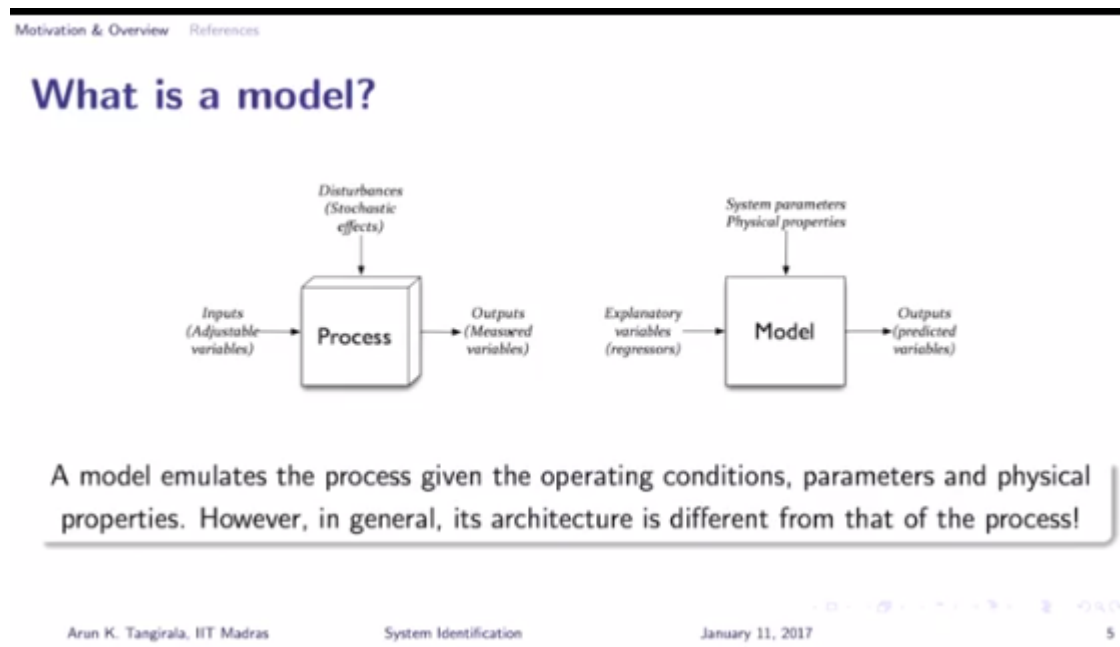 Motivation & Overview References
What is a model?
Disturbances
(Stochastic
effects)
Inputs
(Adjustable
variables)
Process
Outputs
(Measured
variables)
System parameters
Physical properties
Explanatory
variables
(regressors)
Model
Outputs
(predicted
variables)
A model emulates the process given the operating conditions, parameters and physical
properties. However, in general, its architecture is different from that of the process!
Arun K. Tangirala, IIT Madras System Identification January 11, 2017 5